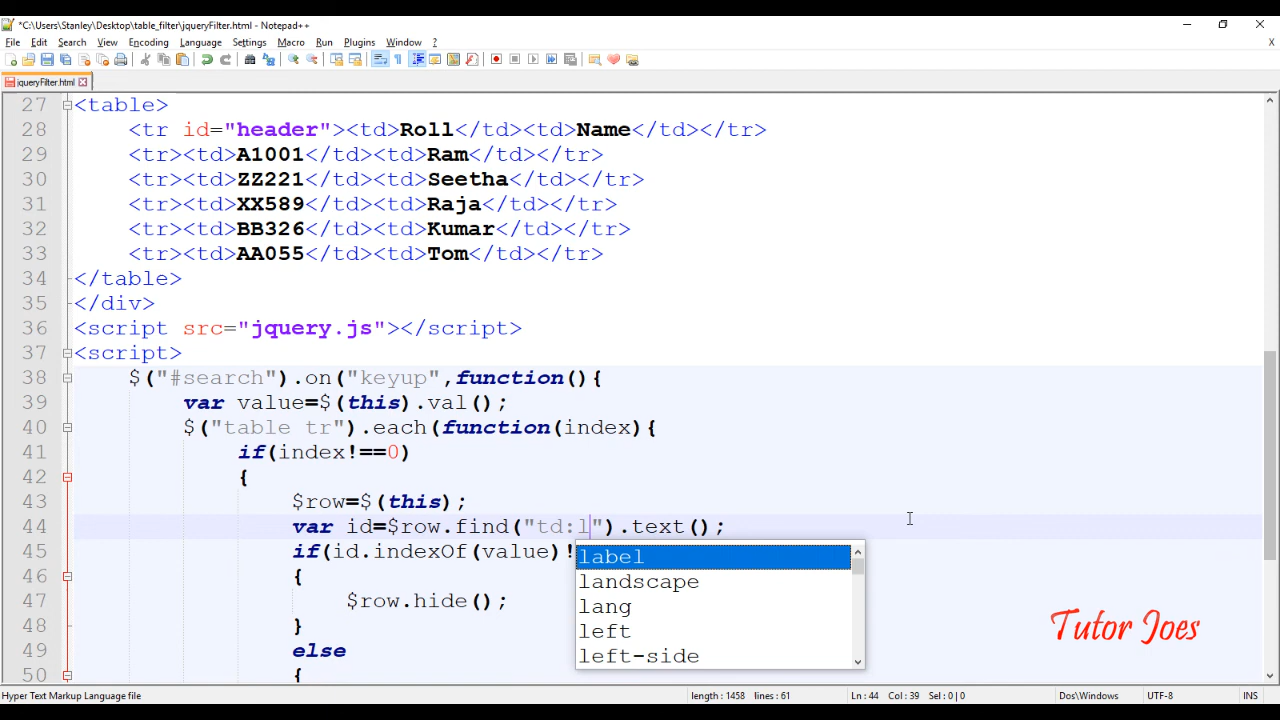 *C:\Users\Stanley\Desktop\table_filter\jqueryFilter.html - Notepad++
File Edit Search View Encoding Language Settings Macro Run Plugins Window ? X
jqueryFilter.html
27 <table>
28 <tr id="header"><td>Roll</td><td>Name</td></tr>
29 <tr><td>A1001</td><td>Ram</td></tr>
30 <tr><td>ZZ221</td><td>Seetha</td></tr>
31 <tr><td>XX589</td><td>Raja</td></tr>
32 <tr><td>BB326</td><td>Kumar</td></tr>
33 <tr><td>AA055</td><td>Tom</td></tr>
34 </table>
35 </div>
36 <script src="jquery.js"></script>
37 <script>
38 $("#search").on("keyup",function(){
39 var value=$(this).val();
40 $("table tr").each(function(index){
41 if(index!==0)
42 {
43 $row=$(this);
44 var id=$row.find("td:l").text();
45 if(id.indexOf(value)!
label
46 {
landscape
47 $row.hide();
lang
48 }
left
49 else
left-side
50 {
Tutor Joes
Hyper Text Markup Language file length : 1458 lines : 61 Ln : 44 Col : 39 Sel : 0 | 0 Dos\Windows UTF-8 INS